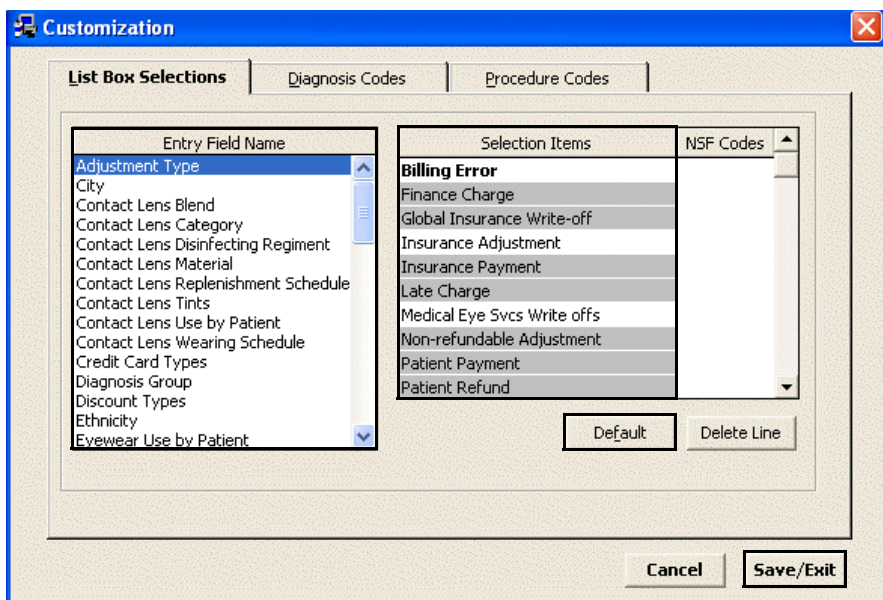 Customization
List Box Selections
Diagnosis Codes
Procedure Codes
Entry Field Name
Adjustment Type
City
Contact Lens Blend
Contact Lens Category
Contact Lens Disinfecting Regiment
Contact Lens Material
Contact Lens Replenishment Schedule
Contact Lens Tints
Contact Lens Use by Patient
Contact Lens Wearing Schedule
Credit Card Types
Diagnosis Group
Discount Types
Ethnicity
Eyewear Use by Patient
Selection Items
NSF Codes
Billing Error
Finance Charge
Global Insurance Write-off
Insurance Adjustment
Insurance Payment
Late Charge
Medical Eye Svcs Write offs
Non-refundable Adjustment
Patient Payment
Patient Refund
Default
Delete Line
Cancel
Save/Exit